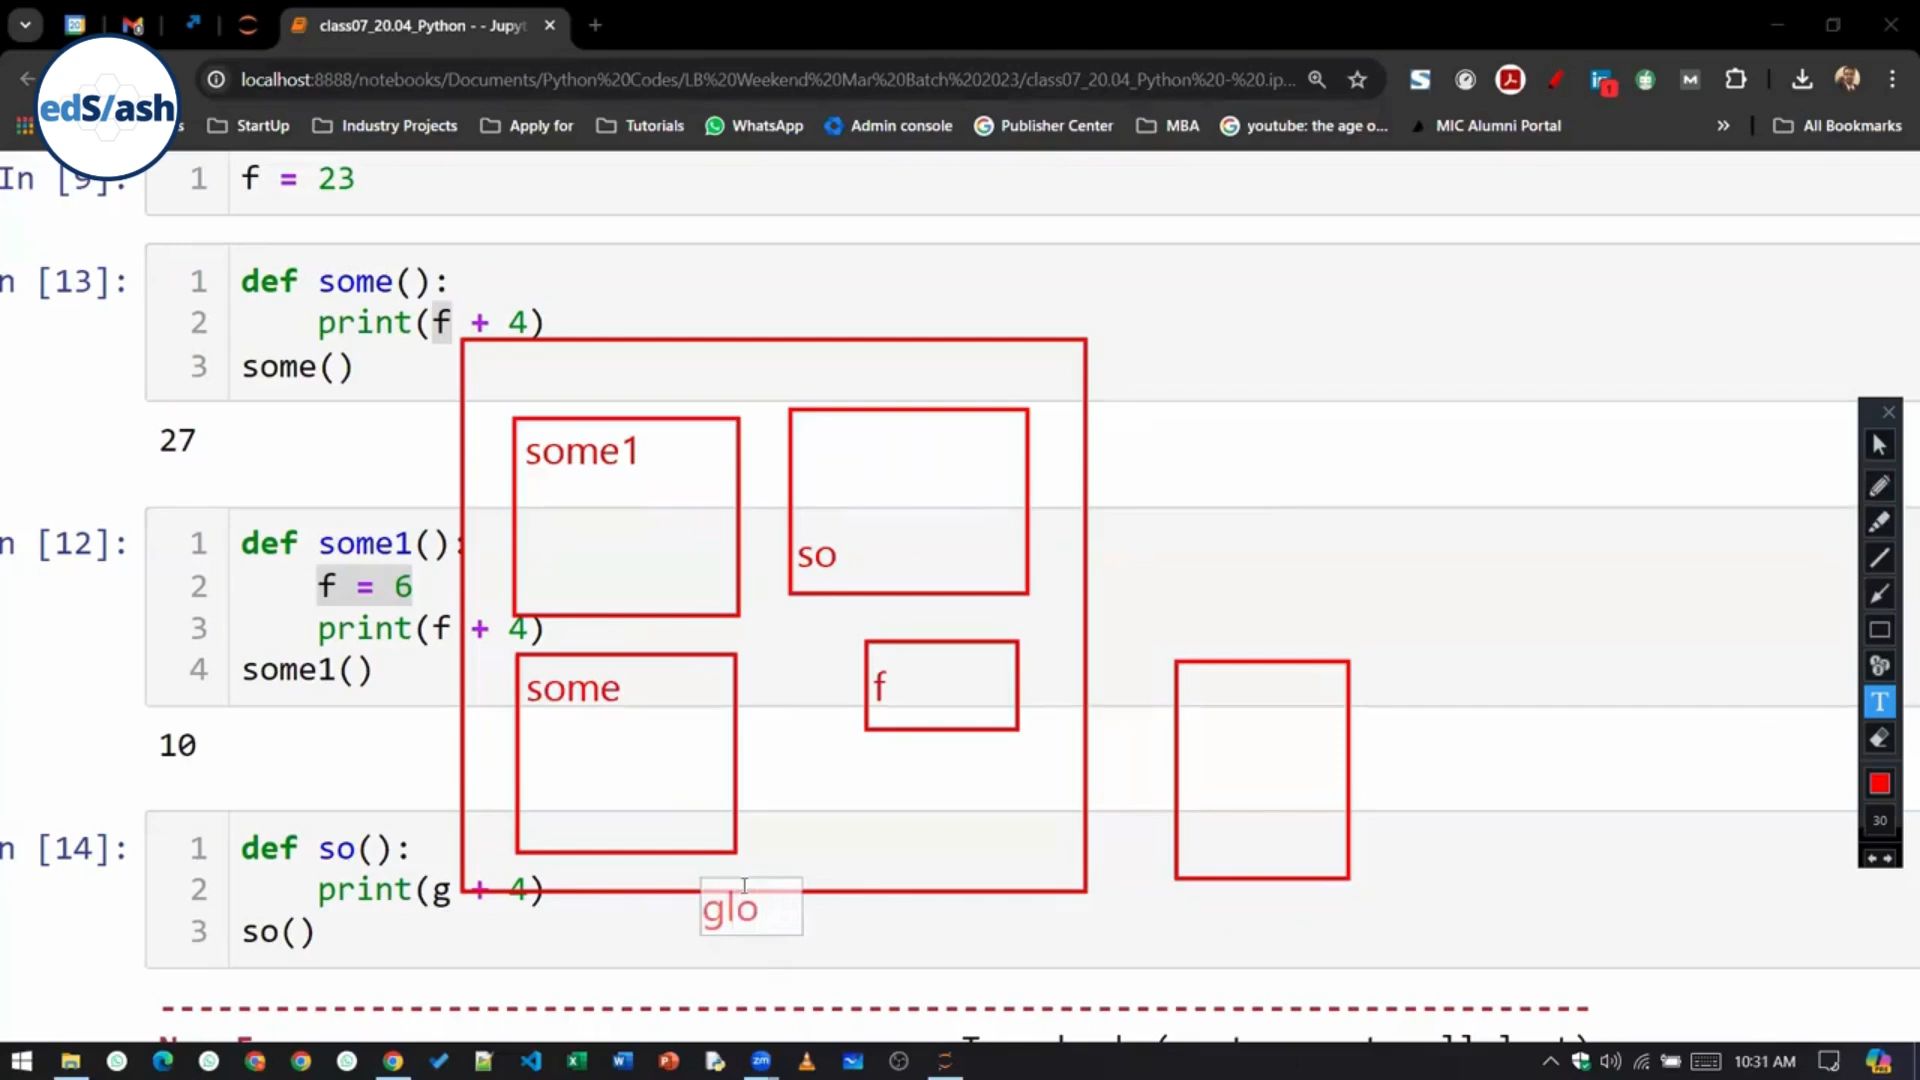 20
class07_20.04_Python - - Jupyt
localhost:8888/notebooks/Documents/Python%20Codes/LB%20Weekend%20Mar%20Batch%202023/class07_20.04_Python%20-%20.ip...
edS/ash
s
StartUp
Industry Projects
Apply for
Tutorials
WhatsApp
Admin console
Publisher Center
MBA
youtube: the age o...
MIC Alumni Portal
»
All Bookmarks
In [9]:
1 f = 23
n [13]:
1 def some():
2 print(f + 4)
3 some()
27
n [12]:
1 def some1():
2 f = 6
3 print(f + 4)
4 some1()
10
n [14]:
1 def so():
2 print(g + 4)
3 so()
some1
so
some
f
glo
T
30
10:31 AM